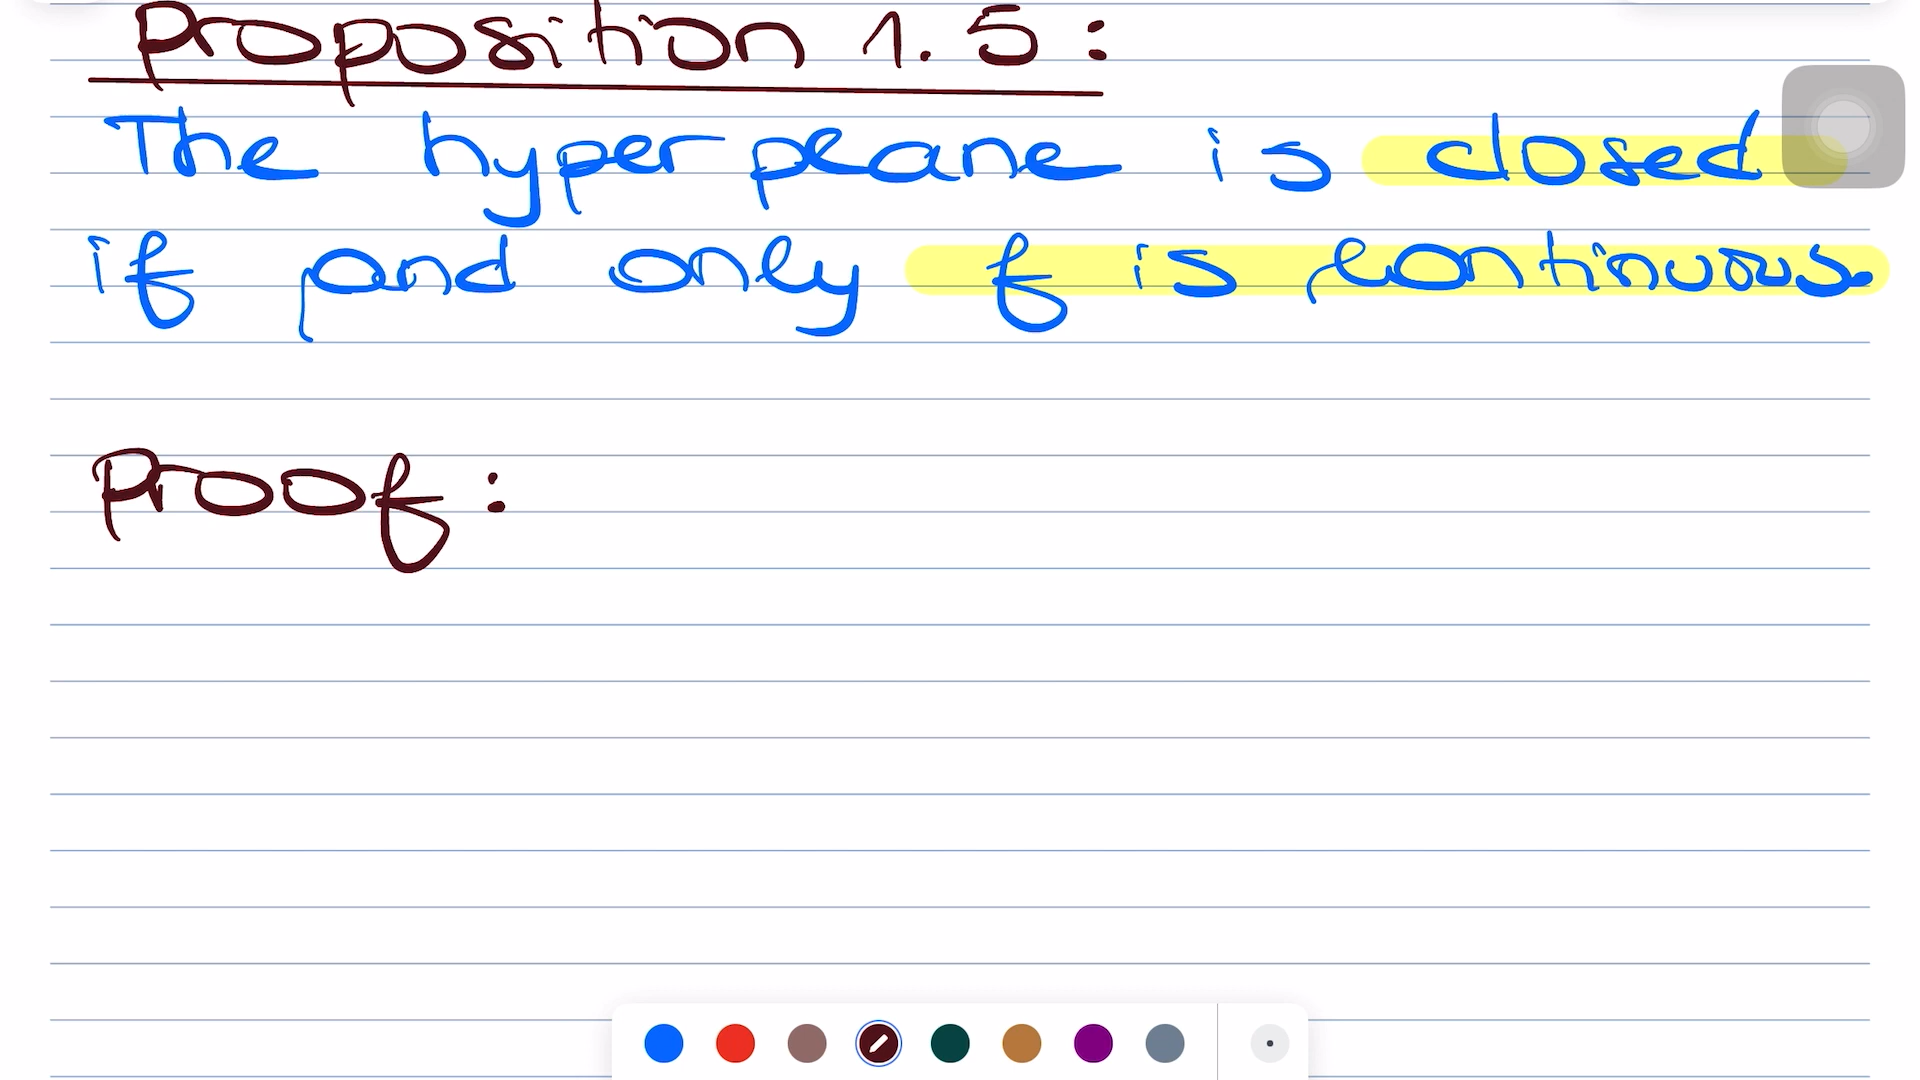 Proposition 1.5:
The hyperplane is closed
if and only f is continuous.
Proof: